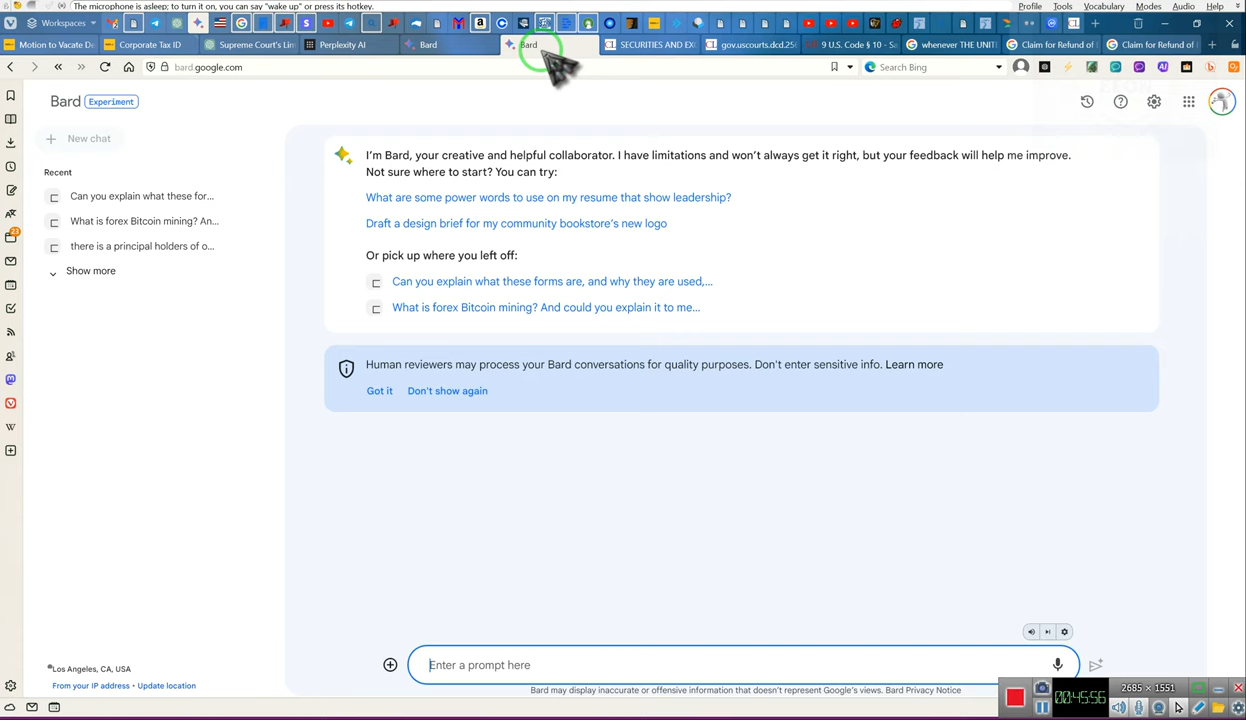 The microphone is asleep; to turn it on, you can say "wake up" or press its hotkey.
Profile Tools Vocabulary Modes Audio Help
Workspaces
Motion to Vacate De
Corporate Tax ID
Supreme Court's Lin
Perplexity AI
Bard
Bard
SECURITIES AND EX
gov.uscourts.dcd.25
9 U.S. Code § 10 - S
whenever THE UNIT
Claim for Refund of
Claim for Refund of
bard.google.com
Search Bing
Bard Experiment
New chat
Recent
Can you explain what these for...
What is forex Bitcoin mining? An...
there is a principal holders of o...
Show more
I'm Bard, your creative and helpful collaborator. I have limitations and won't always get it right, but your feedback will help me improve.
Not sure where to start? You can try:
What are some power words to use on my resume that show leadership?
Draft a design brief for my community bookstore's new logo
Or pick up where you left off:
Can you explain what these forms are, and why they are used,...
What is forex Bitcoin mining? And could you explain it to me...
Human reviewers may process your Bard conversations for quality purposes. Don't enter sensitive info. Learn more
Got it Don't show again
Enter a prompt here
Los Angeles, CA, USA
From your IP address • Update location
Bard may display inaccurate or offensive information that doesn't represent Google's views. Bard Privacy Notice
2685 × 1551
00:45:56